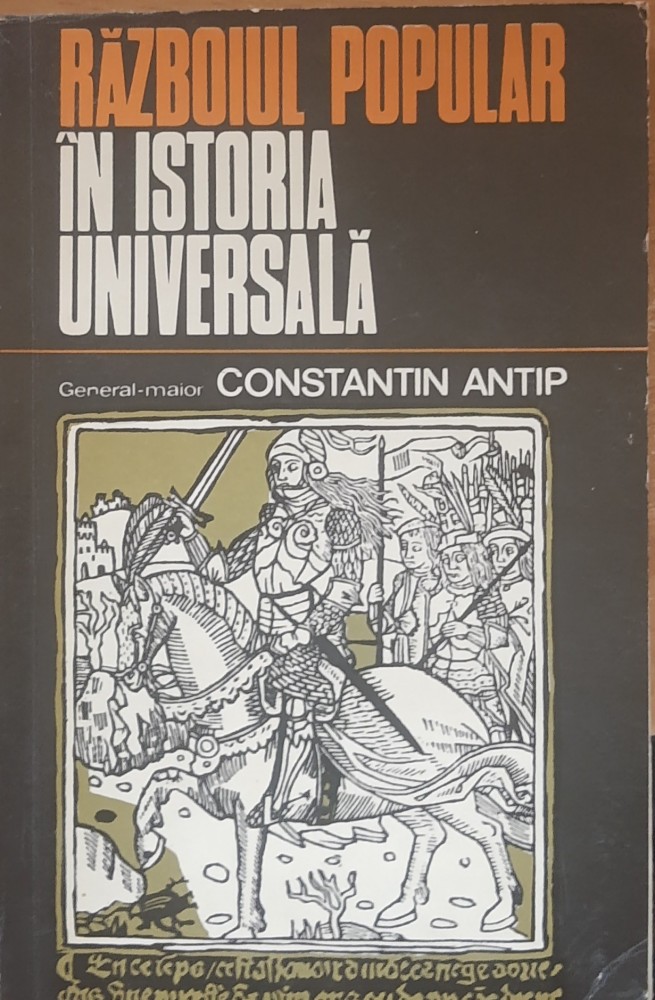 RĂZBOIUL POPULAR
ÎN ISTORIA
UNIVERSALĂ
General-maior CONSTANTIN ANTIP